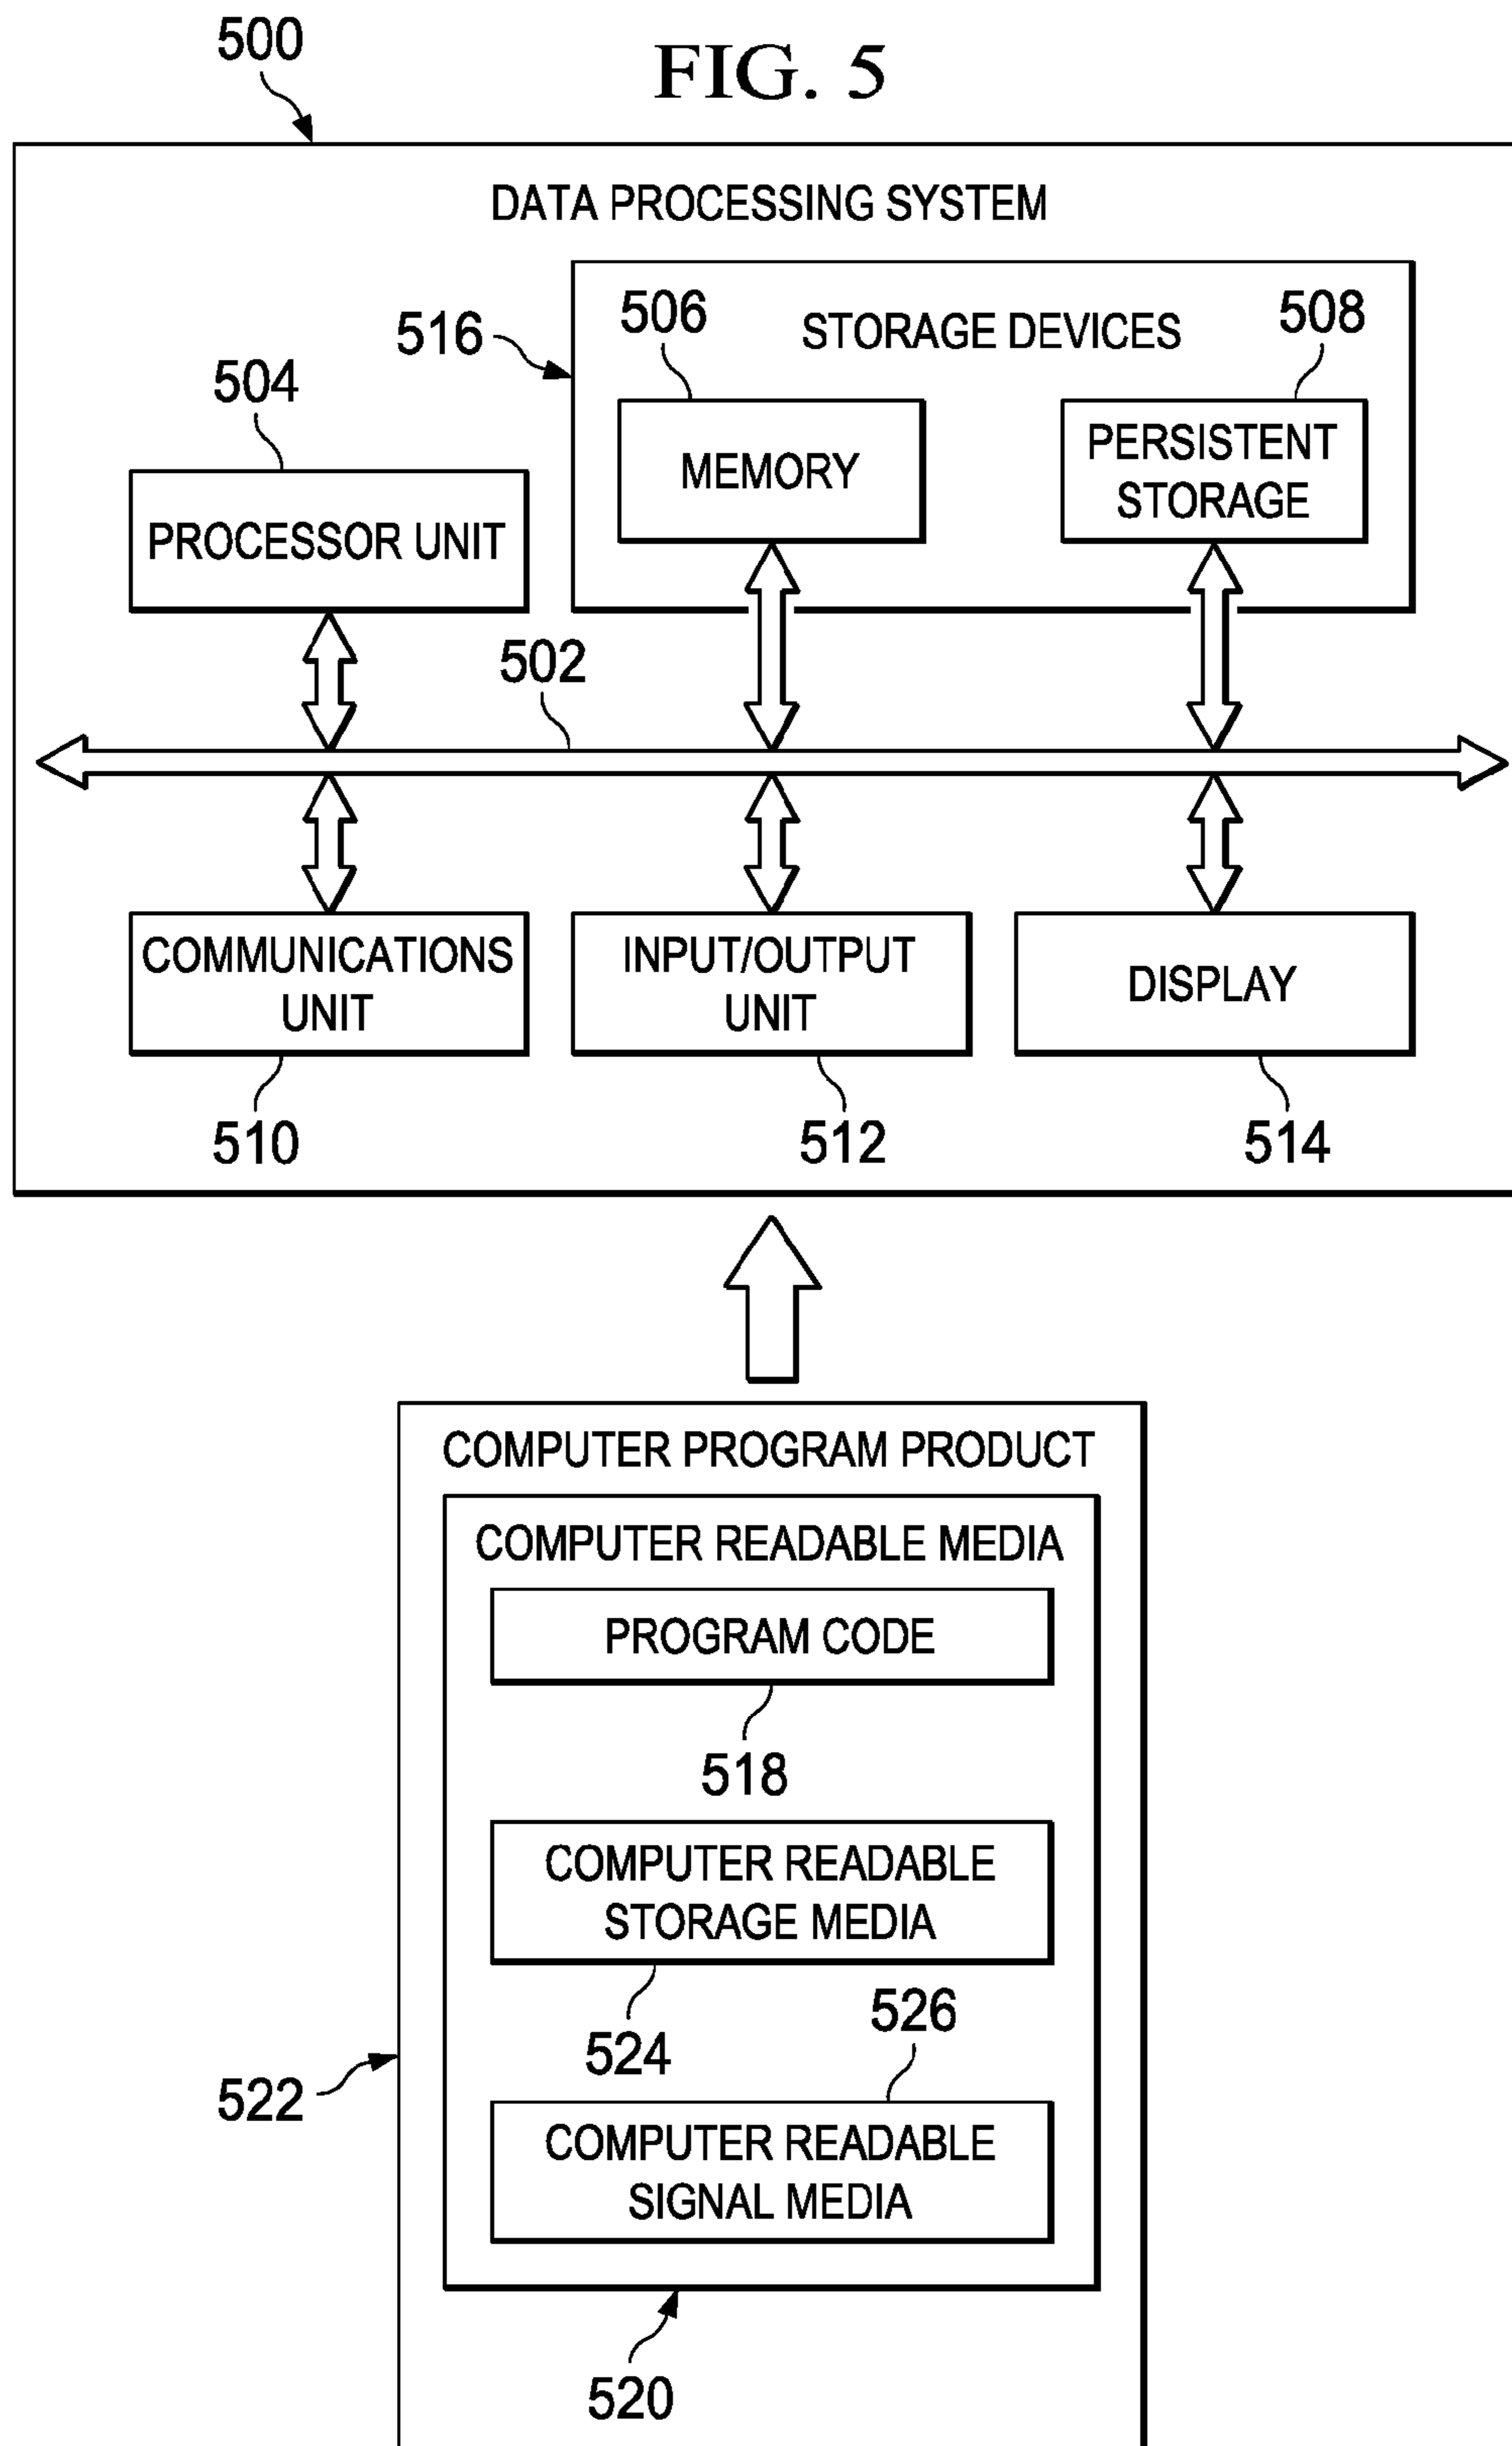 500
FIG. 5
DATA PROCESSING SYSTEM
516
506
STORAGE DEVICES
508
504
MEMORY
PERSISTENT
STORAGE
PROCESSOR UNIT
502
COMMUNICATIONS
UNIT
INPUT/OUTPUT
UNIT
DISPLAY
510
512
514
COMPUTER PROGRAM PRODUCT
COMPUTER READABLE MEDIA
PROGRAM CODE
518
COMPUTER READABLE
STORAGE MEDIA
524
526
522
COMPUTER READABLE
SIGNAL MEDIA
520